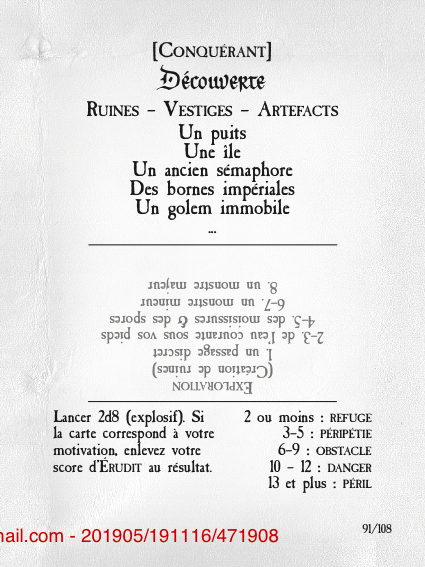 [Conquérant]
Découverte
Ruines – Vestiges – Artefacts
Un puits
Une île
Un ancien sémaphore
Des bornes impériales
Un golem immobile
...
Exploration
(Création de ruines)
1. un passage discret
2-3. de l'eau courante sous vos pieds
4-5. des moisissures & des spores
6-7. un monstre mineur
8. un monstre majeur
Lancer 2d8 (explosif). Si
la carte correspond à votre
motivation, enlevez votre
score d'Érudit au résultat.
2 ou moins : refuge
3-5 : péripétie
6-9 : obstacle
10 – 12 : danger
13 et plus : péril
91/108
nail.com - 201905/191116/471908